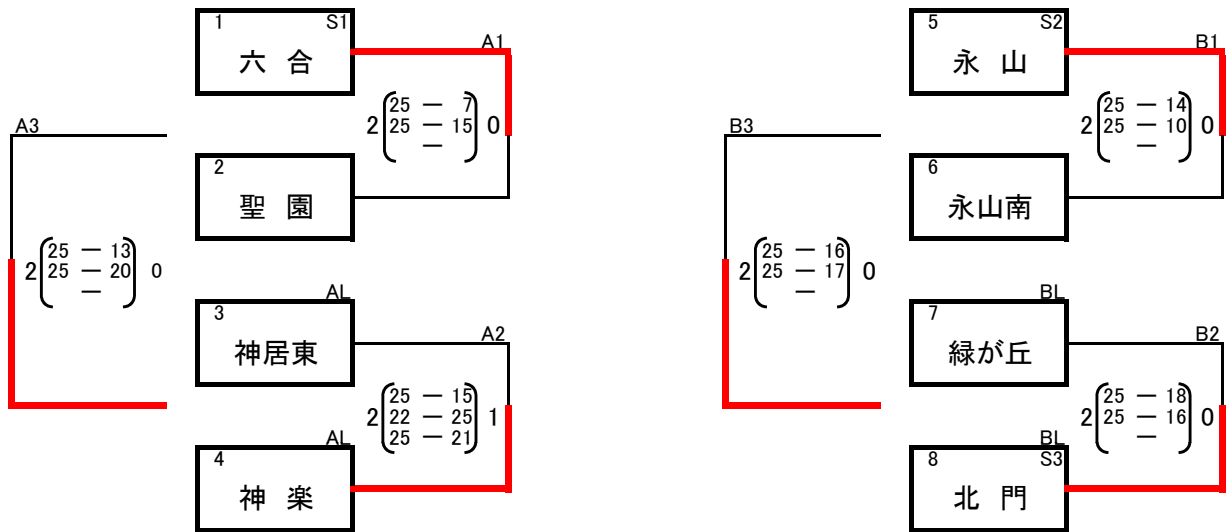 1 S1
六 合
A1
2 25 — 7 0
25 — 15
—
2
聖 園
A3
2 25 — 13 0
25 — 20
—
AL
3
神居東
A2
2 25 — 15 1
22 — 25
25 — 21
AL
4
神 楽
5 S2
永 山
B1
2 25 — 14 0
25 — 10
—
6
永山南
B3
2 25 — 16 0
25 — 17
—
BL
7
緑が丘
B2
2 25 — 18 0
25 — 16
—
BL
8 S3
北 門